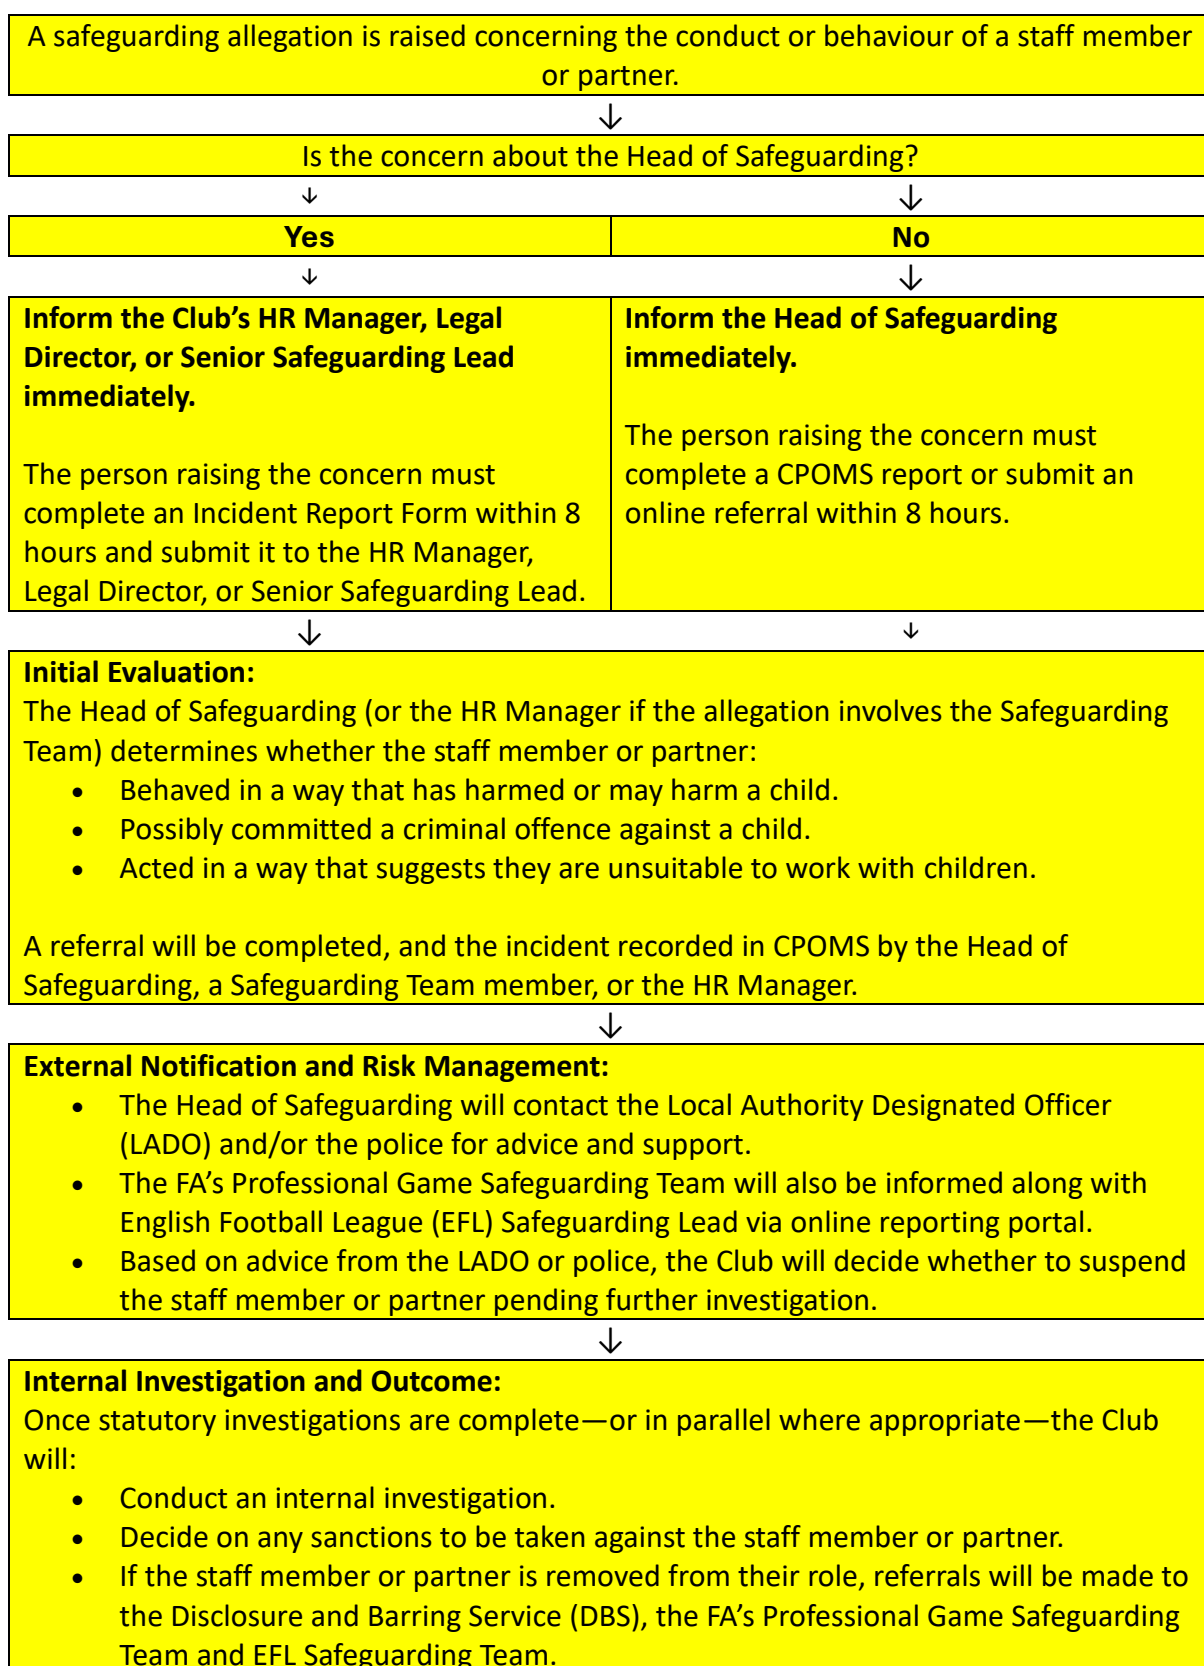 A safeguarding allegation is raised concerning the conduct or behaviour of a staff member
or partner.
↓
Is the concern about the Head of Safeguarding?
↓ ↓
Yes No
↓ ↓
Inform the Club's HR Manager, Legal
Director, or Senior Safeguarding Lead
immediately.
The person raising the concern must
complete an Incident Report Form within 8
hours and submit it to the HR Manager,
Legal Director, or Senior Safeguarding Lead.
Inform the Head of Safeguarding
immediately.
The person raising the concern must
complete a CPOMS report or submit an
online referral within 8 hours.
↓ ↓
Initial Evaluation:
The Head of Safeguarding (or the HR Manager if the allegation involves the Safeguarding
Team) determines whether the staff member or partner:
• Behaved in a way that has harmed or may harm a child.
• Possibly committed a criminal offence against a child.
• Acted in a way that suggests they are unsuitable to work with children.
A referral will be completed, and the incident recorded in CPOMS by the Head of
Safeguarding, a Safeguarding Team member, or the HR Manager.
↓
External Notification and Risk Management:
• The Head of Safeguarding will contact the Local Authority Designated Officer
(LADO) and/or the police for advice and support.
• The FA's Professional Game Safeguarding Team will also be informed along with
English Football League (EFL) Safeguarding Lead via online reporting portal.
• Based on advice from the LADO or police, the Club will decide whether to suspend
the staff member or partner pending further investigation.
↓
Internal Investigation and Outcome:
Once statutory investigations are complete—or in parallel where appropriate—the Club
will:
• Conduct an internal investigation.
• Decide on any sanctions to be taken against the staff member or partner.
• If the staff member or partner is removed from their role, referrals will be made to
the Disclosure and Barring Service (DBS), the FA's Professional Game Safeguarding
Team and EFL Safeguarding Team.